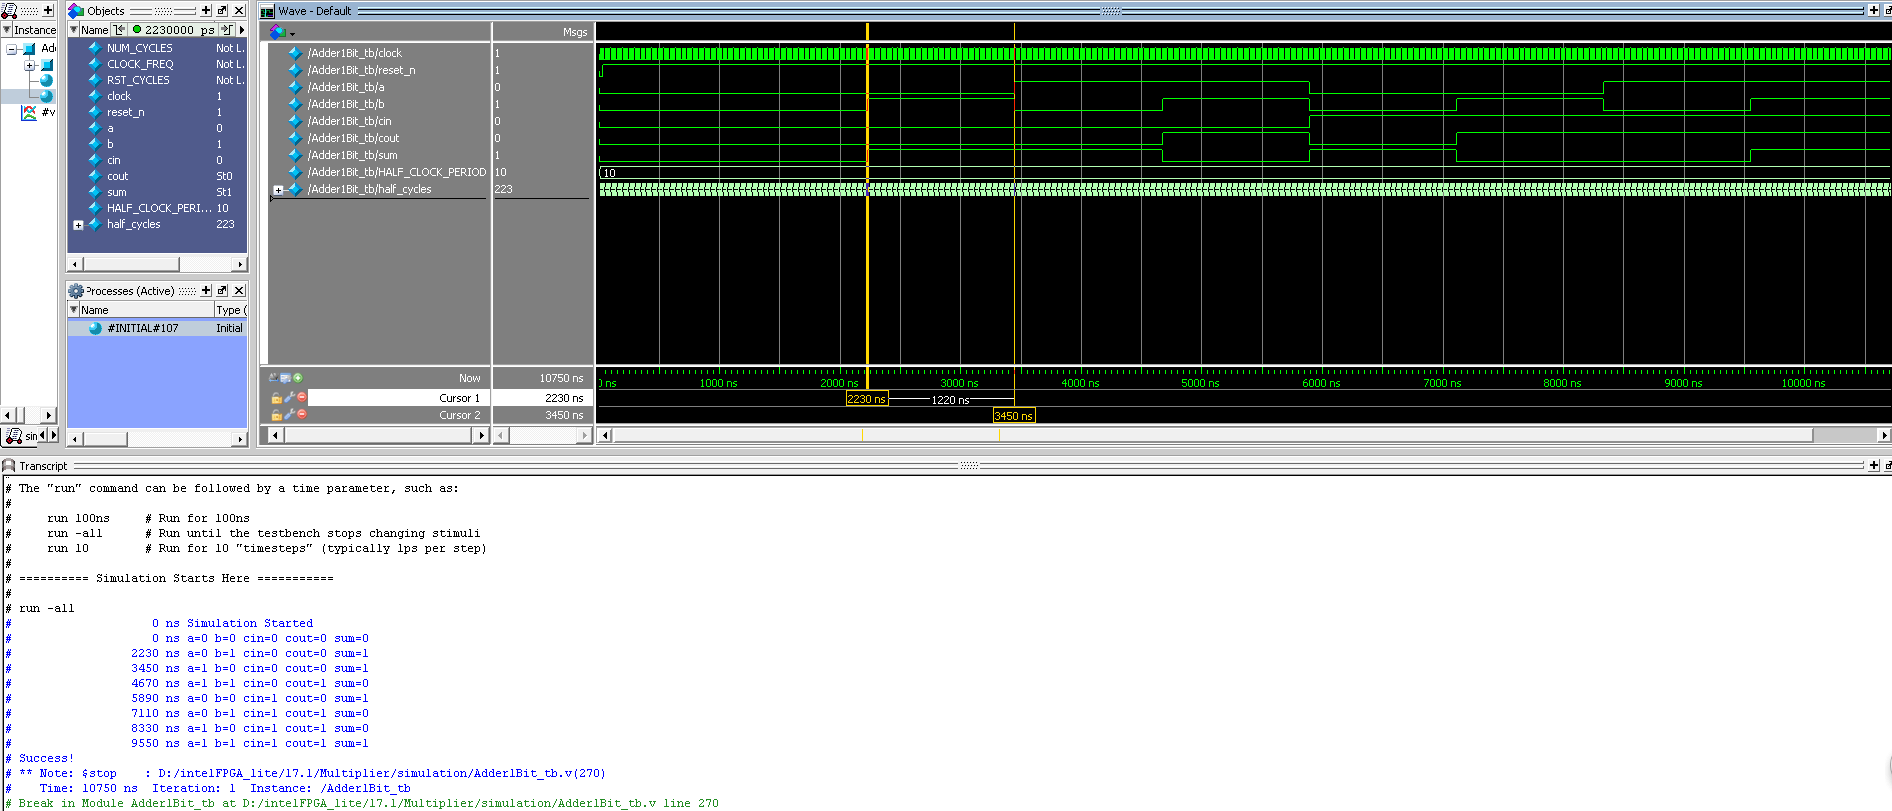 Objects
Instance
Name
2230000 ps
Ad
NUM_CYCLES Not L.
CLOCK_FREQ Not L.
RST_CYCLES Not L.
clock 1
reset_n 1
a 0
b 1
cin 0
cout St0
sum St1
HALF_CLOCK_PERI... 10
half_cycles 223
#v
Processes (Active)
Name Type (
#INITIAL#107 Initial
sin
Wave - Default
Msgs
/Adder1Bit_tb/clock 1
/Adder1Bit_tb/reset_n 1
/Adder1Bit_tb/a 0
/Adder1Bit_tb/b 1
/Adder1Bit_tb/cin 0
/Adder1Bit_tb/cout 0
/Adder1Bit_tb/sum 1
/Adder1Bit_tb/HALF_CLOCK_PERIOD 10 10
/Adder1Bit_tb/half_cycles 223
Now 10750 ns
ns 1000 ns 2000 ns 3000 ns 4000 ns 5000 ns 6000 ns 7000 ns 8000 ns 9000 ns 10000 ns
Cursor 1 2230 ns 2230 ns 1220 ns
Cursor 2 3450 ns 3450 ns
Transcript
# The "run" command can be followed by a time parameter, such as:
#
# run 100ns # Run for 100ns
# run -all # Run until the testbench stops changing stimuli
# run 10 # Run for 10 "timesteps" (typically 1ps per step)
#
# ========== Simulation Starts Here ===========
#
# run -all
# 0 ns Simulation Started
# 0 ns a=0 b=0 cin=0 cout=0 sum=0
# 2230 ns a=0 b=1 cin=0 cout=0 sum=1
# 3450 ns a=1 b=0 cin=0 cout=0 sum=1
# 4670 ns a=1 b=1 cin=0 cout=1 sum=0
# 5890 ns a=0 b=0 cin=1 cout=0 sum=1
# 7110 ns a=0 b=1 cin=1 cout=1 sum=0
# 8330 ns a=1 b=0 cin=1 cout=1 sum=0
# 9550 ns a=1 b=1 cin=1 cout=1 sum=1
# Success!
# ** Note: $stop : D:/intelFPGA_lite/17.1/Multiplier/simulation/Adder1Bit_tb.v(270)
# Time: 10750 ns Iteration: 1 Instance: /Adder1Bit_tb
# Break in Module Adder1Bit_tb at D:/intelFPGA_lite/17.1/Multiplier/simulation/Adder1Bit_tb.v line 270